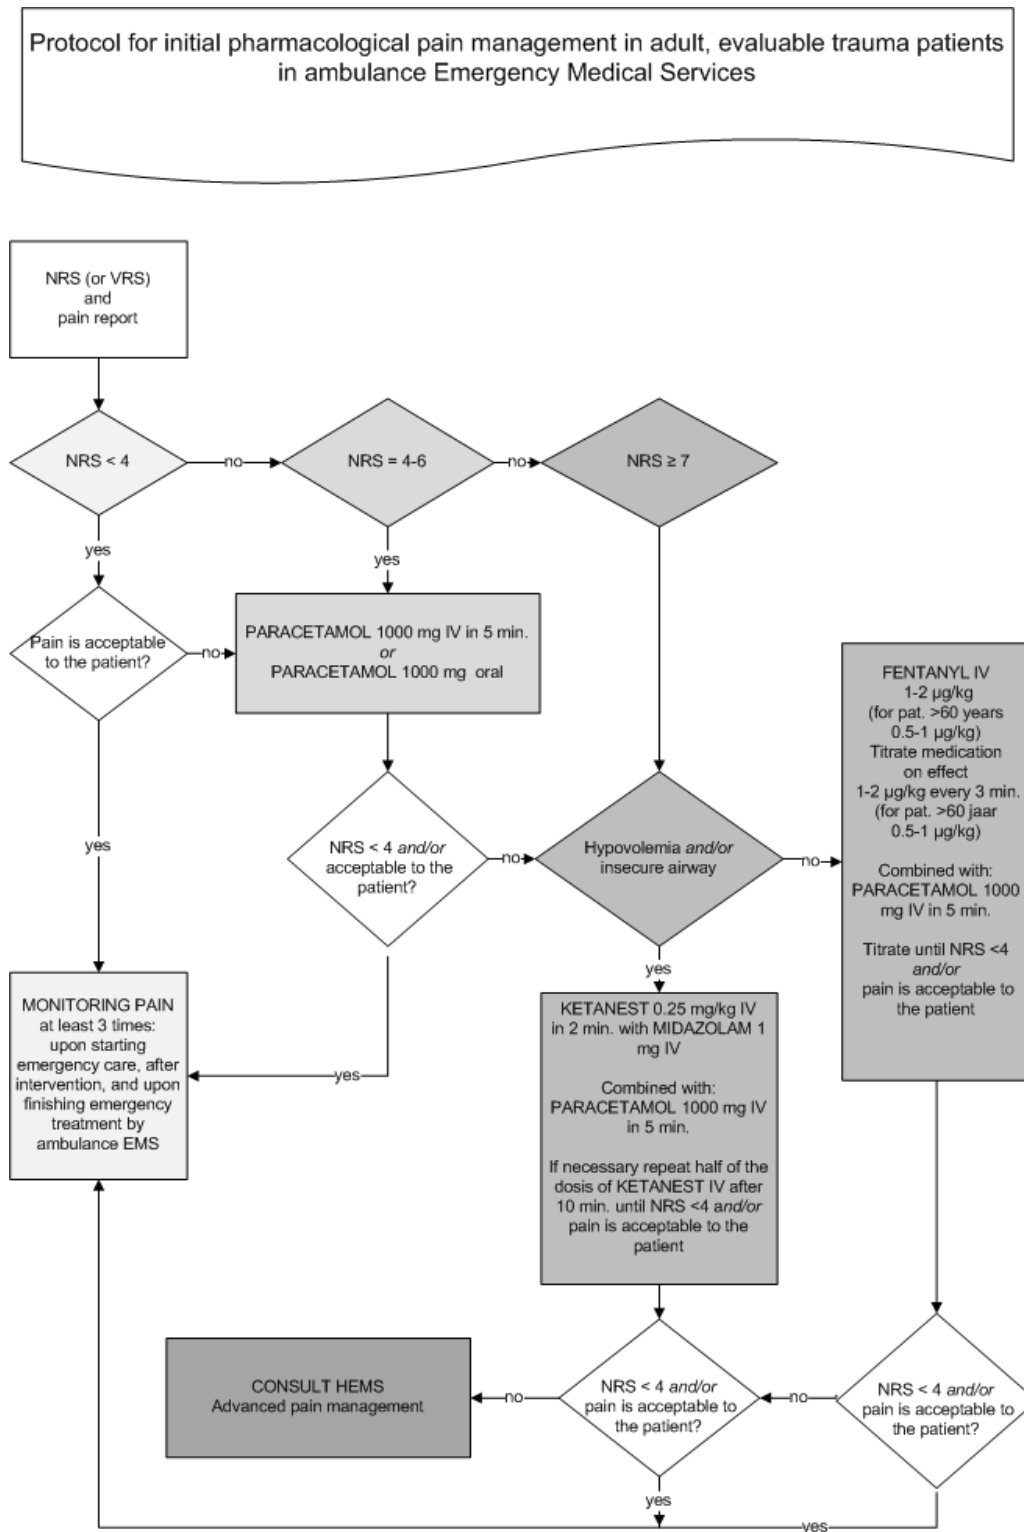 Protocol for initial pharmacological pain management in adult, evaluable trauma patients
in ambulance Emergency Medical Services
NRS (or VRS)
and
pain report
NRS < 4
no
NRS = 4-6
no
NRS ≥ 7
yes
yes
Pain is acceptable
to the patient?
no
PARACETAMOL 1000 mg IV in 5 min.
or
PARACETAMOL 1000 mg oral
yes
NRS < 4 and/or
acceptable to the
patient?
no
Hypovolemia and/or
insecure airway
no
FENTANYL IV
1-2 µg/kg
(for pat. >60 years
0.5-1 µg/kg)
Titrate medication
on effect
1-2 µg/kg every 3 min.
(for pat. >60 jaar
0.5-1 µg/kg)
Combined with:
PARACETAMOL 1000
mg IV in 5 min.
Titrate until NRS <4
and/or
pain is acceptable to
the patient
yes
yes
MONITORING PAIN
at least 3 times:
upon starting
emergency care, after
intervention, and upon
finishing emergency
treatment by
ambulance EMS
KETANEST 0.25 mg/kg IV
in 2 min. with MIDAZOLAM 1
mg IV
Combined with:
PARACETAMOL 1000 mg IV
in 5 min.
If necessary repeat half of the
dosis of KETANEST IV after
10 min. until NRS <4 and/or
pain is acceptable to the
patient
CONSULT HEMS
Advanced pain management
no
NRS < 4 and/or
pain is acceptable to
the patient?
no
NRS < 4 and/or
pain is acceptable to
the patient?
yes
yes